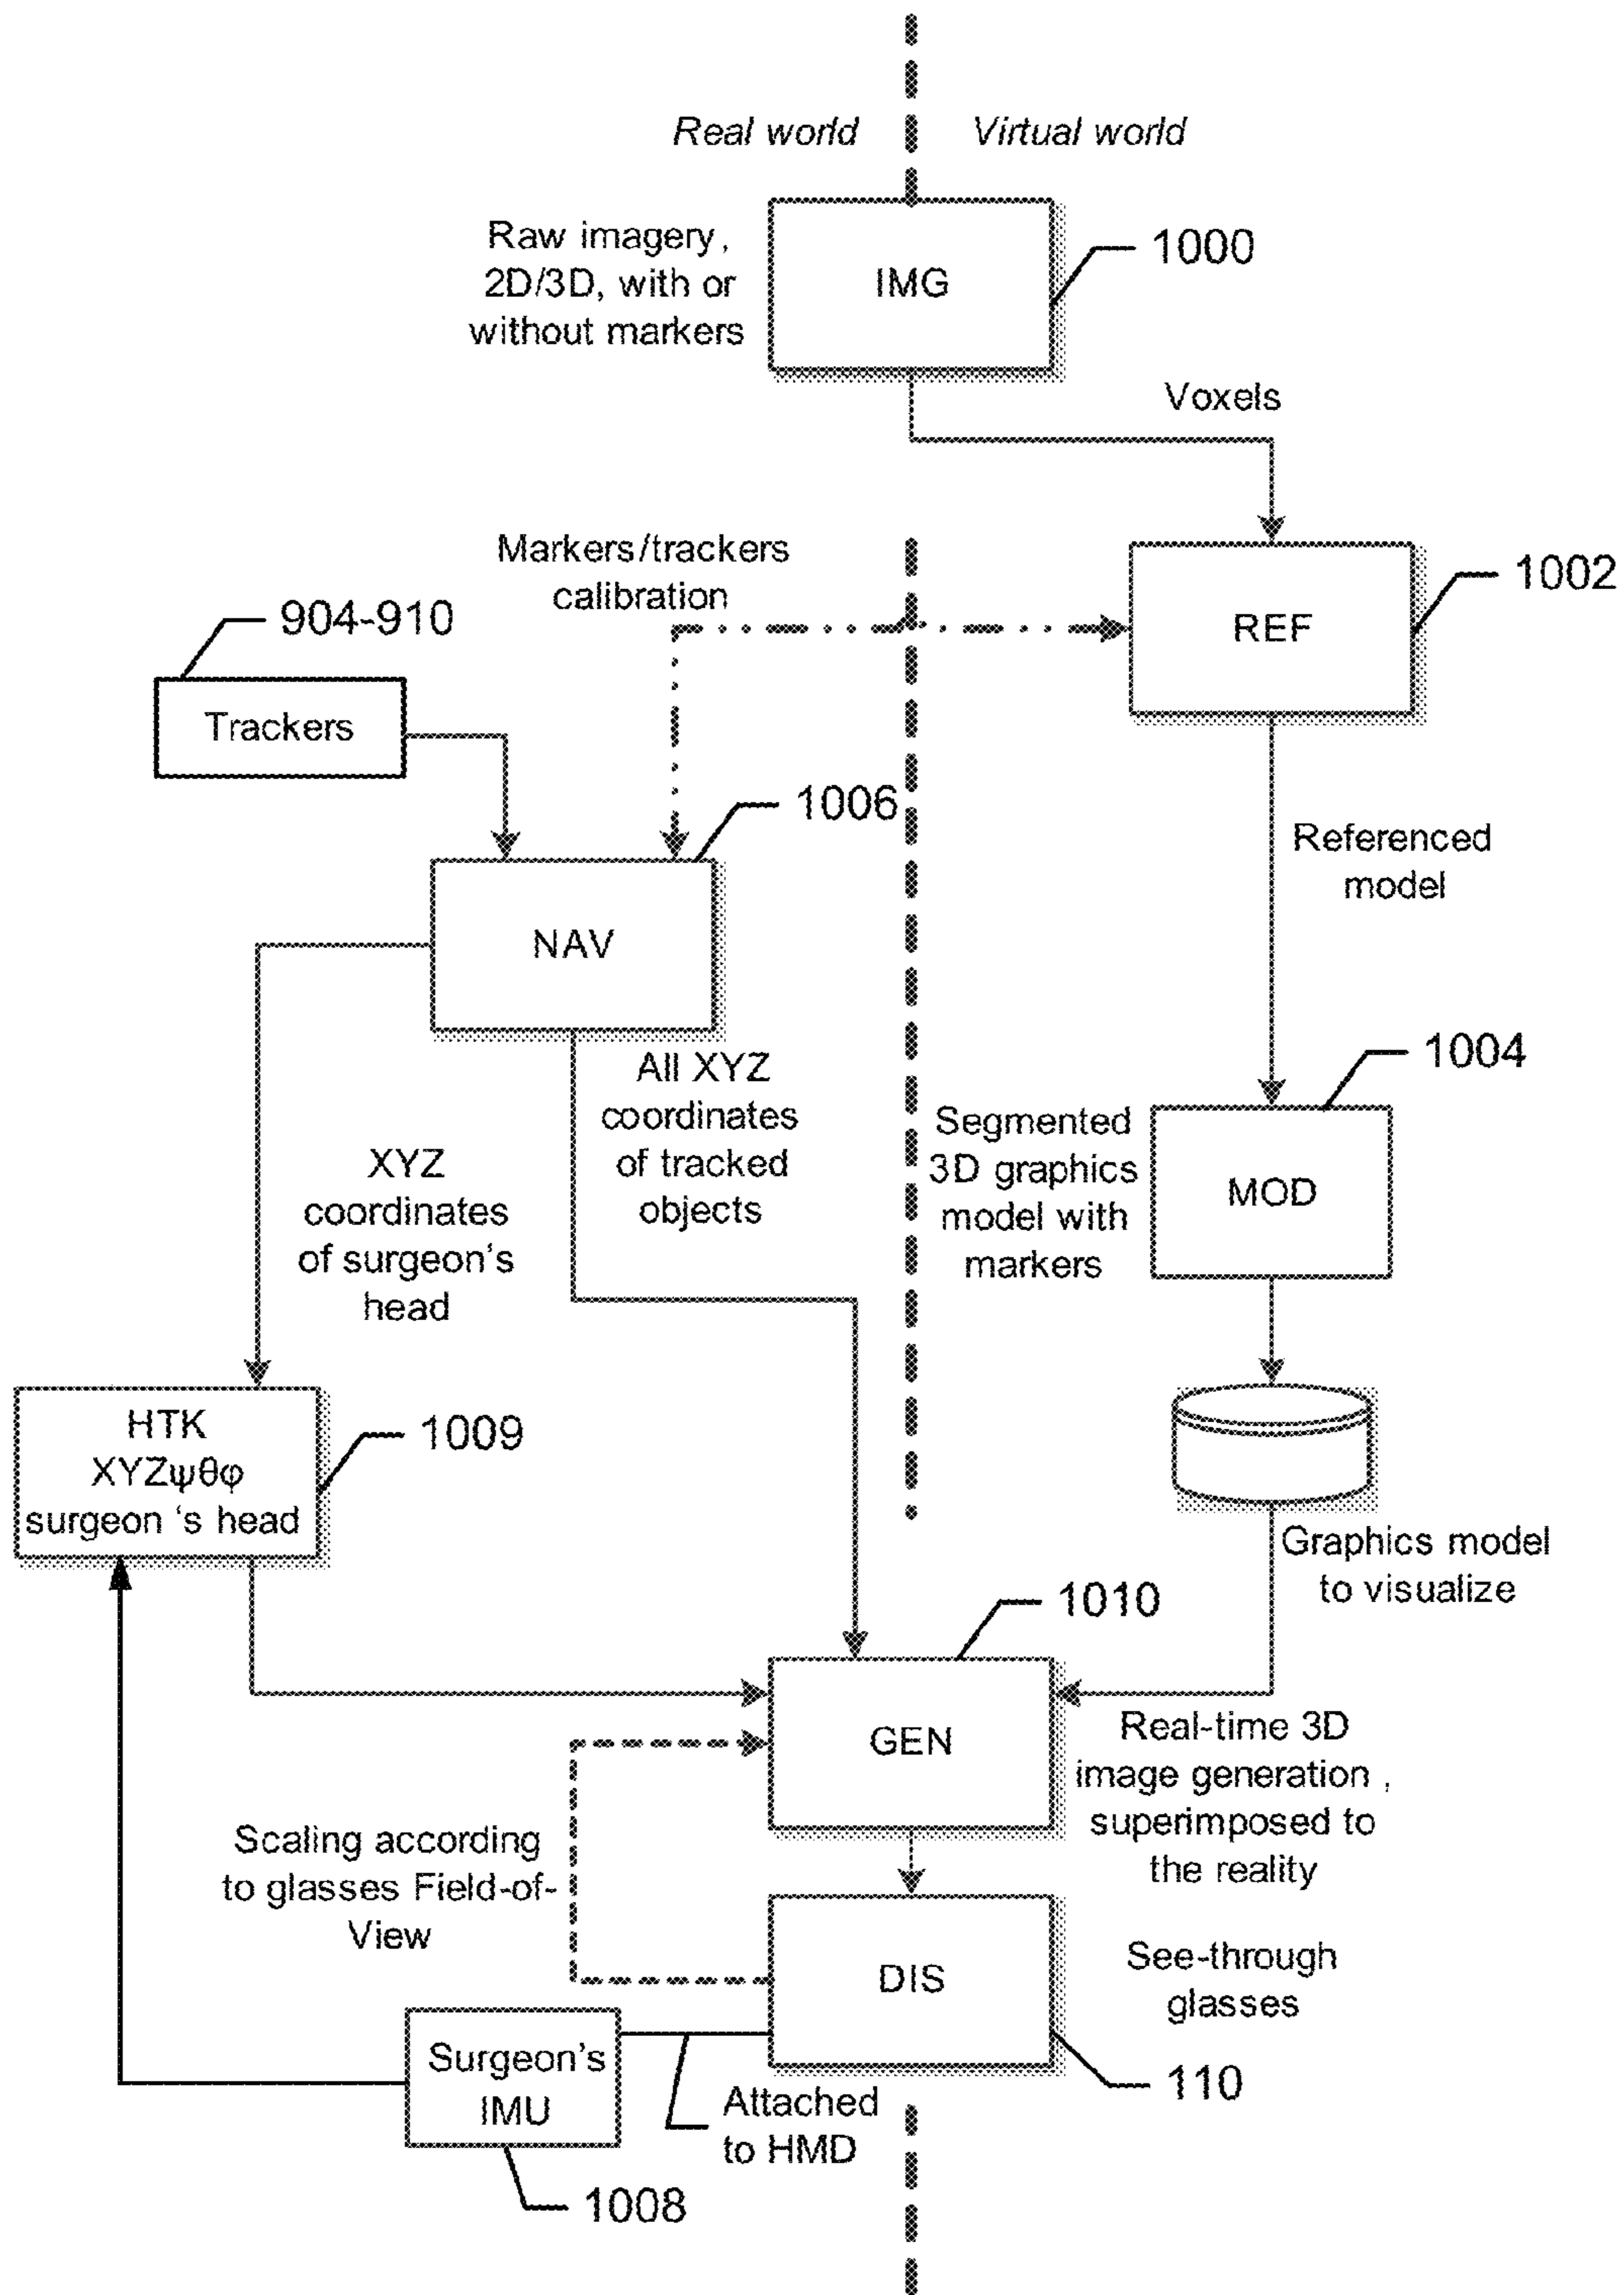 Real world
Virtual world
Raw imagery,
2D/3D, with or
without markers
IMG
1000
Voxels
Markers/trackers
calibration
REF
1002
904-910
Trackers
1006
NAV
Referenced
model
All XYZ
coordinates
of tracked
objects
XYZ
coordinates
of surgeon's
head
1004
Segmented
3D graphics
model with
markers
MOD
HTK
XYZψθφ
surgeon 's head
1009
Graphics model
to visualize
1010
GEN
Real-time 3D
image generation ,
superimposed to
the reality
Scaling according
to glasses Field-of-
View
DIS
See-through
glasses
110
Surgeon's
IMU
Attached
to HMD
1008